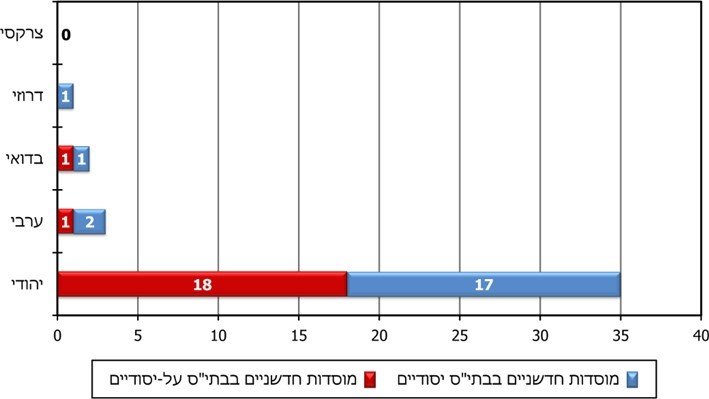 צרקסי 0
דרוזי 1
בדואי 1 1
ערבי 1 2
יהודי 18 17
0 5 10 15 20 25 30 35 40
מוסדות חדשניים בבתי"ס יסודיים מוסדות חדשניים בבתי"ס על-יסודיים